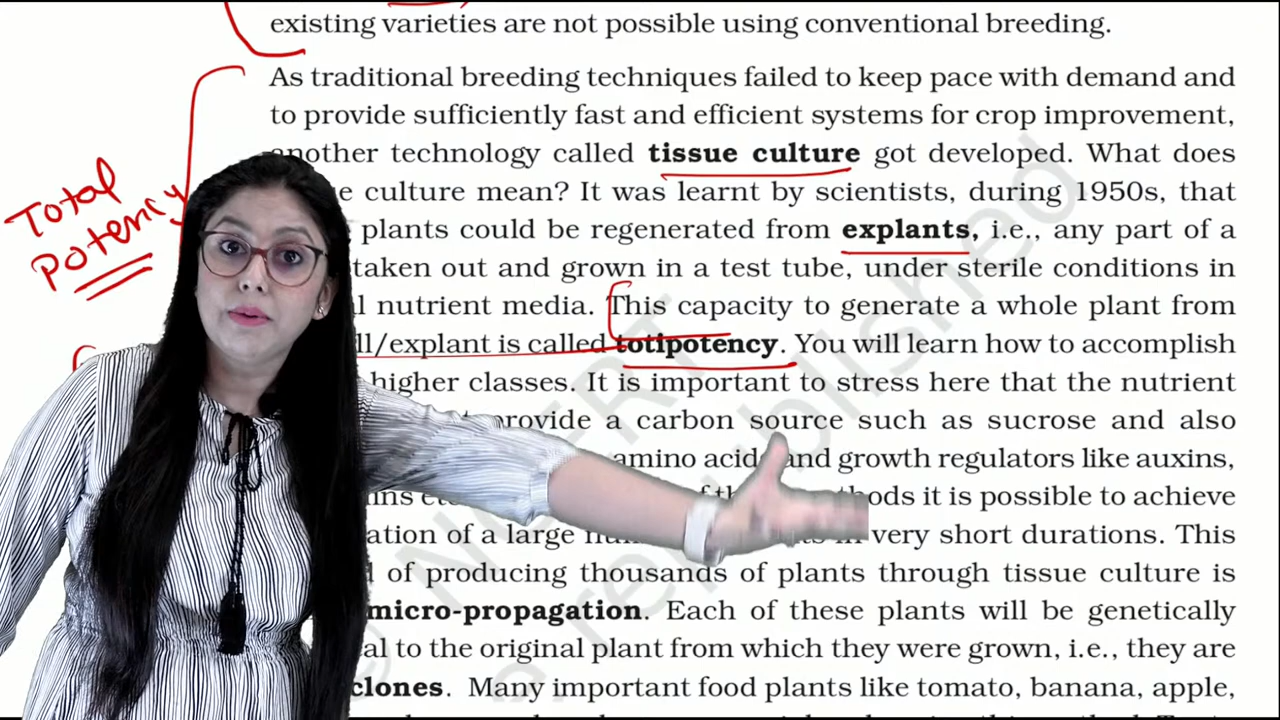 existing varieties are not possible using conventional breeding.
As traditional breeding techniques failed to keep pace with demand and
to provide sufficiently fast and efficient systems for crop improvement,
another technology called tissue culture got developed. What does
culture mean? It was learnt by scientists, during 1950s, that
plants could be regenerated from explants, i.e., any part of a
taken out and grown in a test tube, under sterile conditions in
nutrient media. This capacity to generate a whole plant from
ll/explant is called totipotency. You will learn how to accomplish
higher classes. It is important to stress here that the nutrient
provide a carbon source such as sucrose and also
amino acids and growth regulators like auxins,
it is possible to achieve
ation of a large in very short durations. This
of producing thousands of plants through tissue culture is
micro-propagation. Each of these plants will be genetically
al to the original plant from which they were grown, i.e., they are
clones. Many important food plants like tomato, banana, apple,
Total
Potency
© NCERT
republished